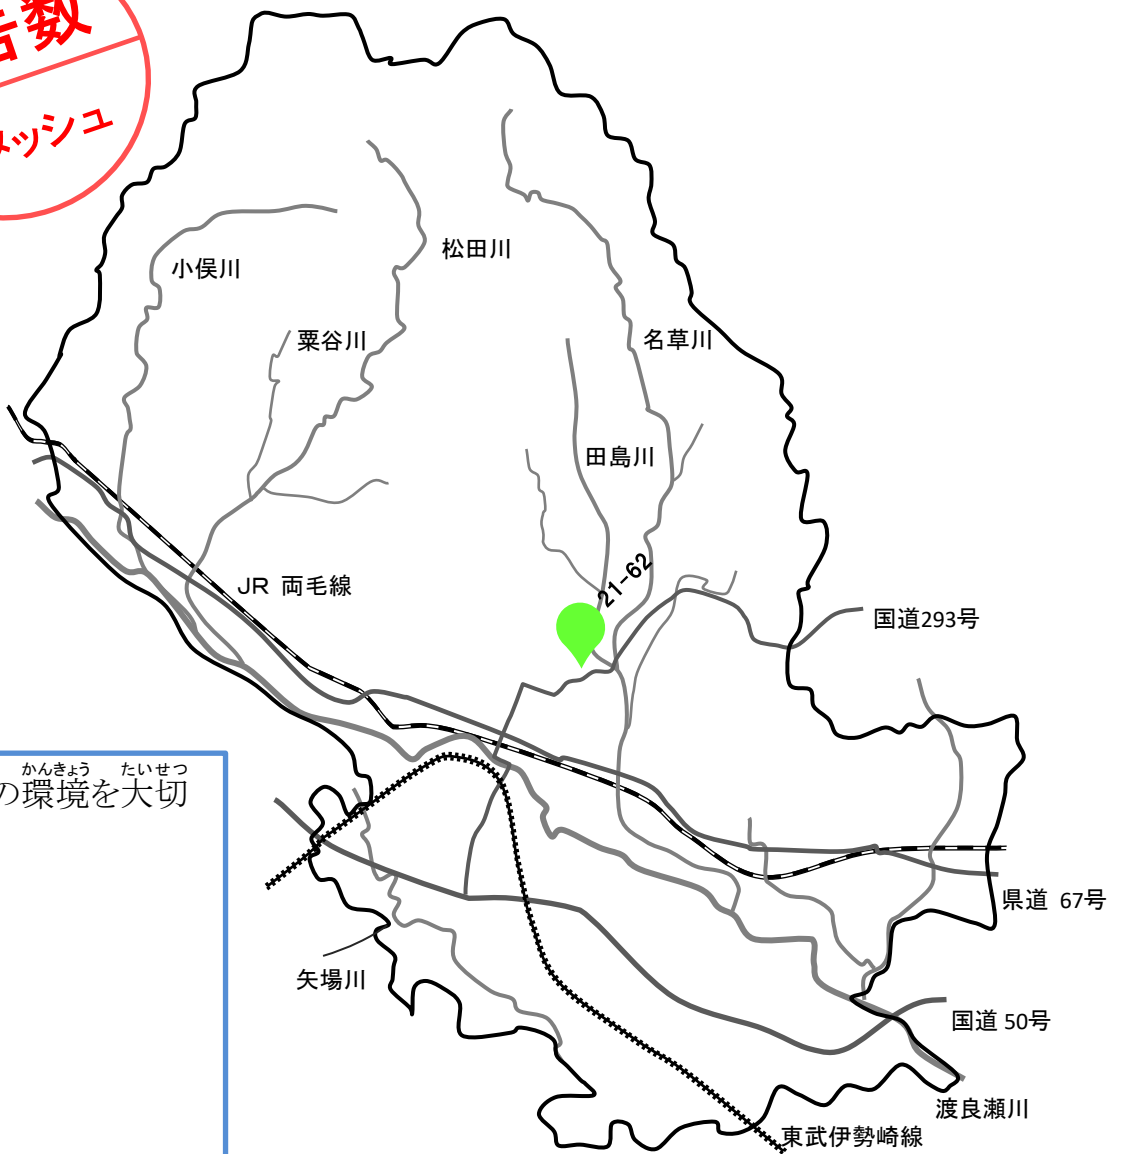 告数
メッシュ
松田川
小俣川
粟谷川
名草川
田島川
21-62
JR 両毛線
国道293号
かんきょう たいせつ
の環境を大切
県道 67号
矢場川
国道 50号
渡良瀬川
東武伊勢崎線